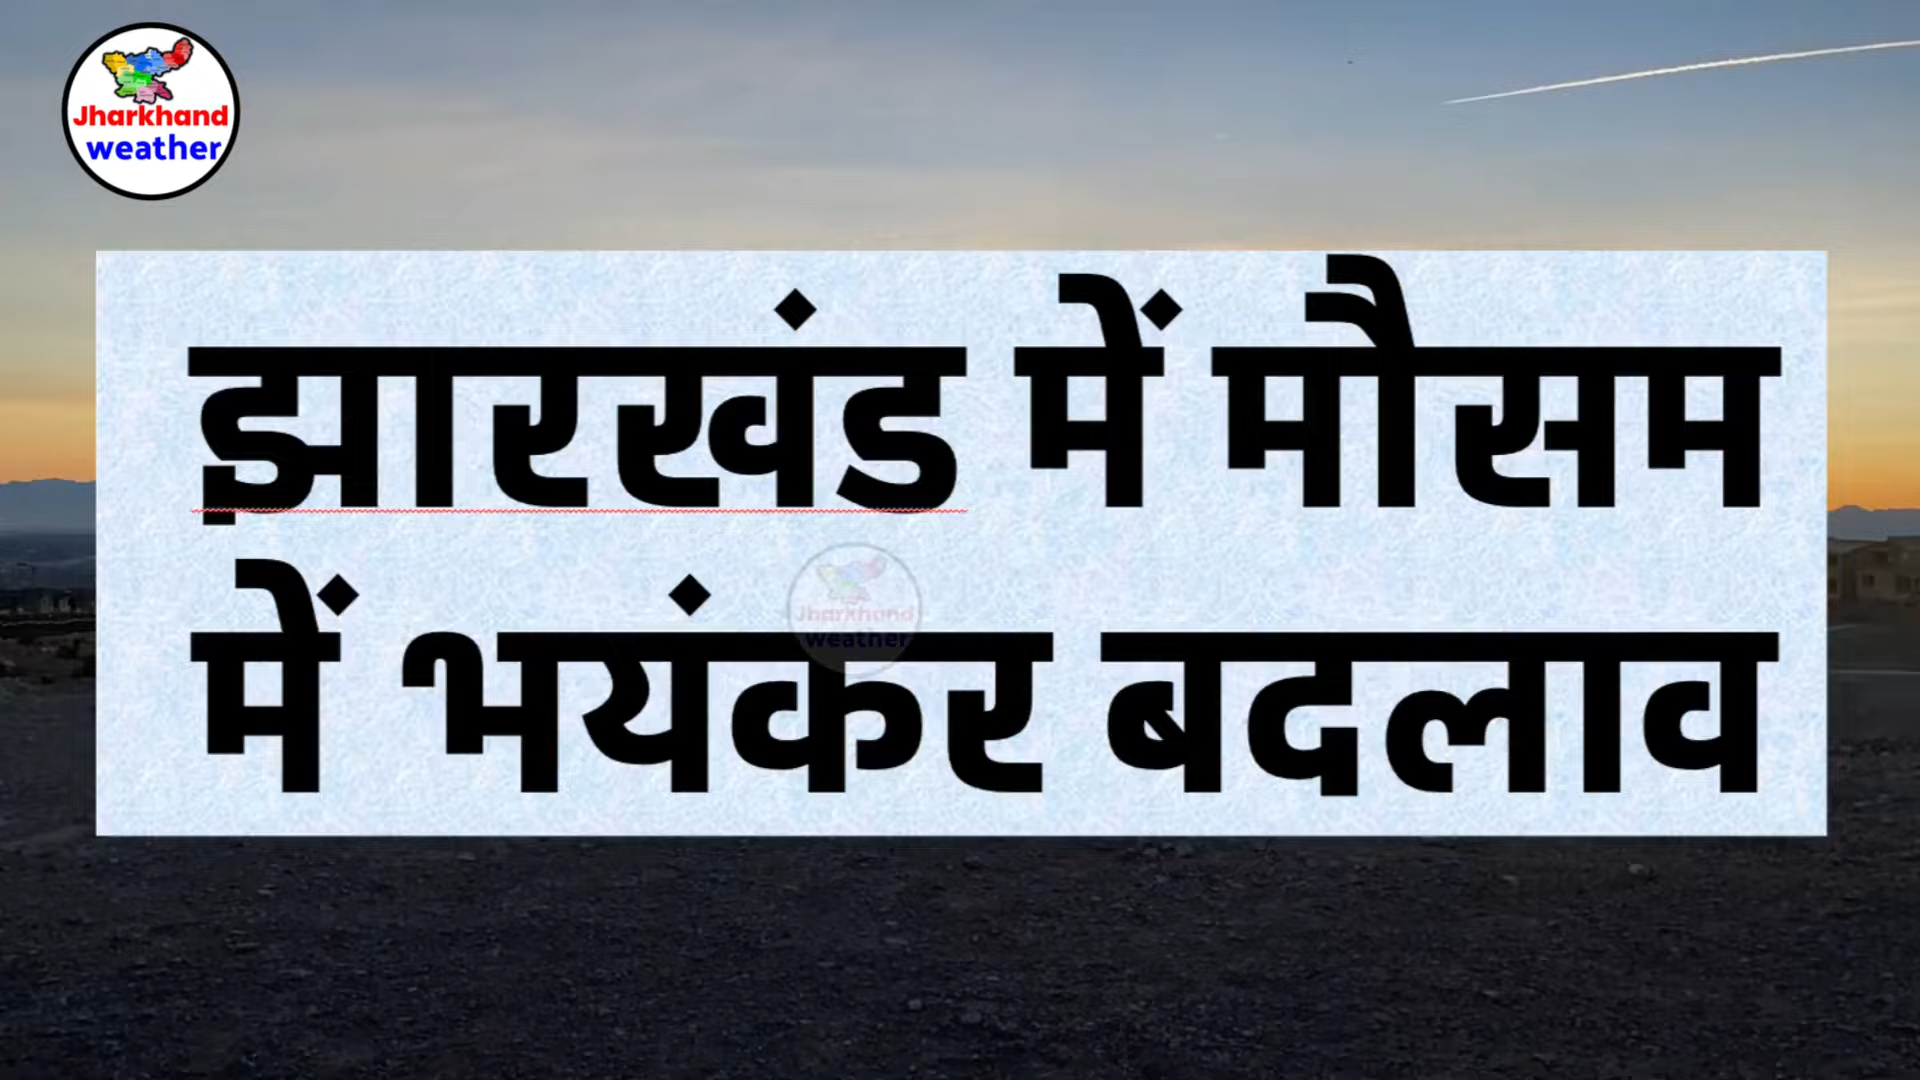 Jharkhand
weather
झारखंड में मौसम
में भयंकर बदलाव
Jharkhand
weather